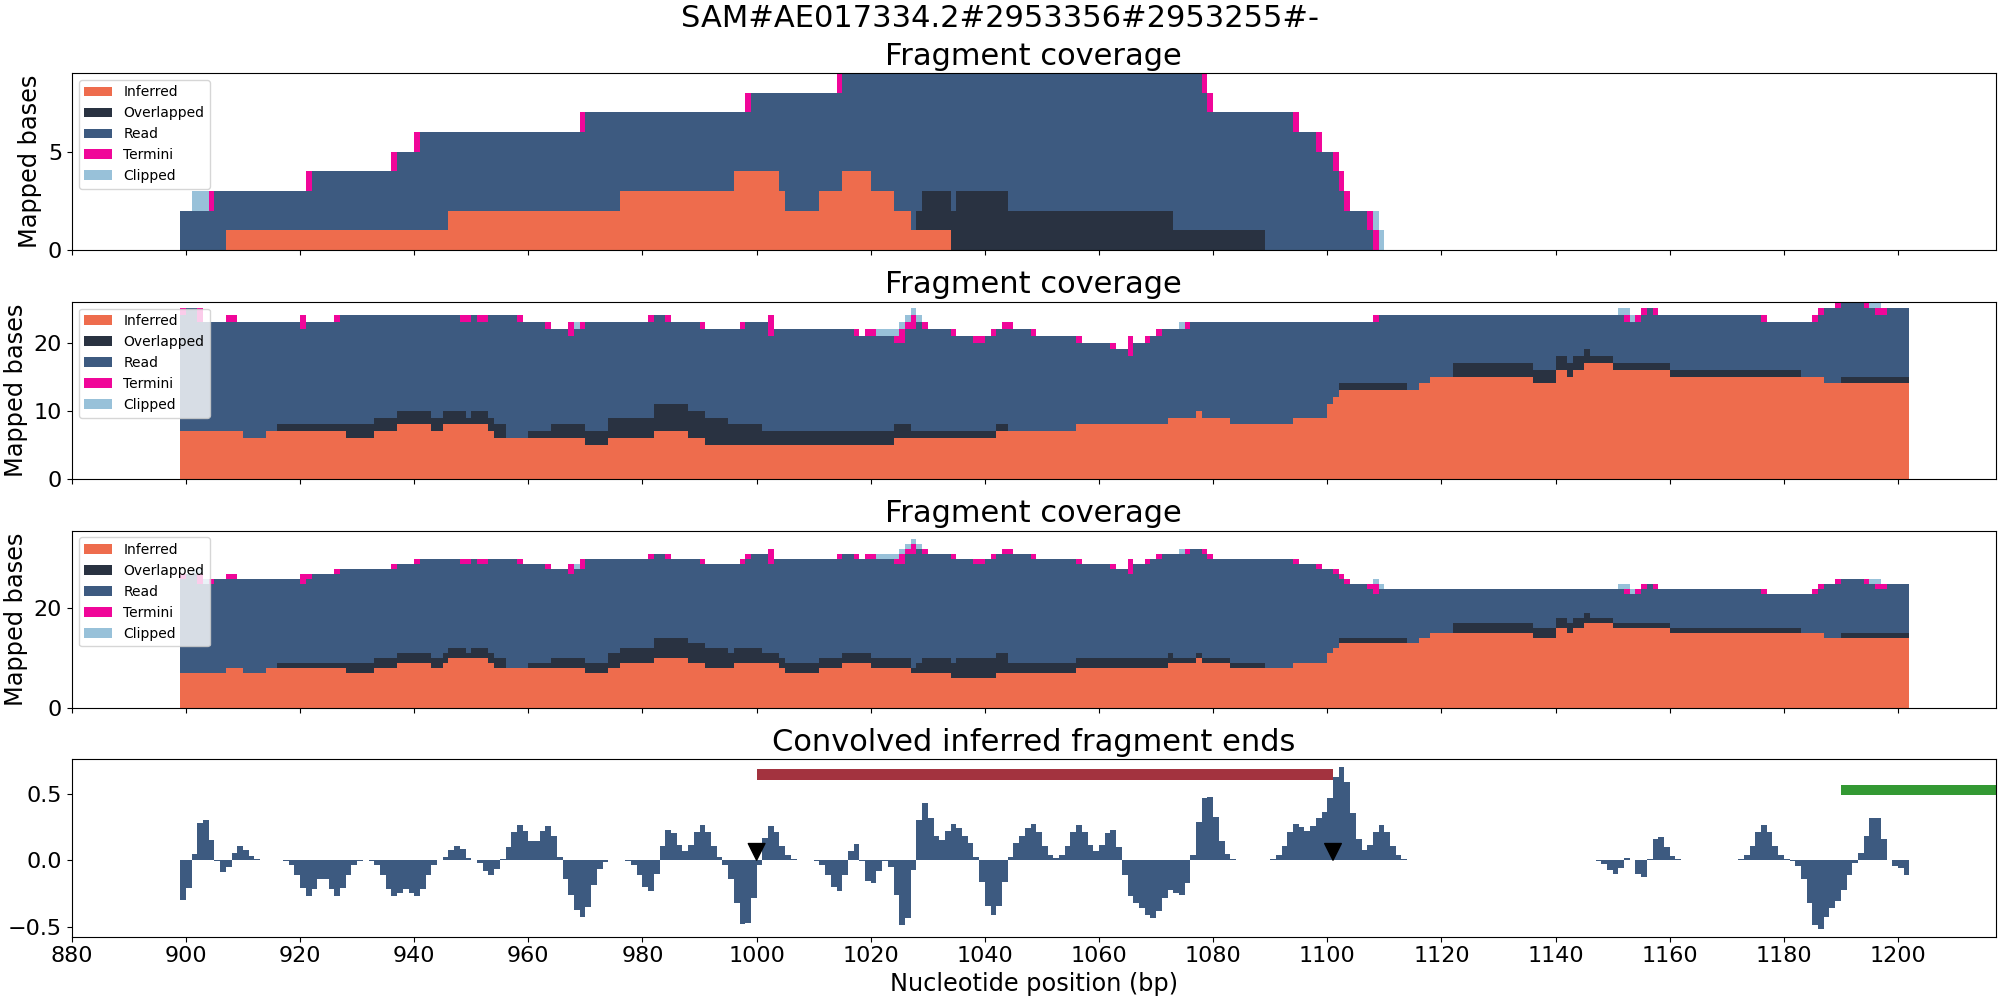 SAM#AE017334.2#2953356#2953255#-
Fragment coverage
Mapped bases
5
0
Inferred
Overlapped
Read
Termini
Clipped
Fragment coverage
Mapped bases
20
10
0
Inferred
Overlapped
Read
Termini
Clipped
Fragment coverage
Mapped bases
20
0
Inferred
Overlapped
Read
Termini
Clipped
Convolved inferred fragment ends
0.5
0.0
−0.5
880 900 920 940 960 980 1000 1020 1040 1060 1080 1100 1120 1140 1160 1180 1200
Nucleotide position (bp)